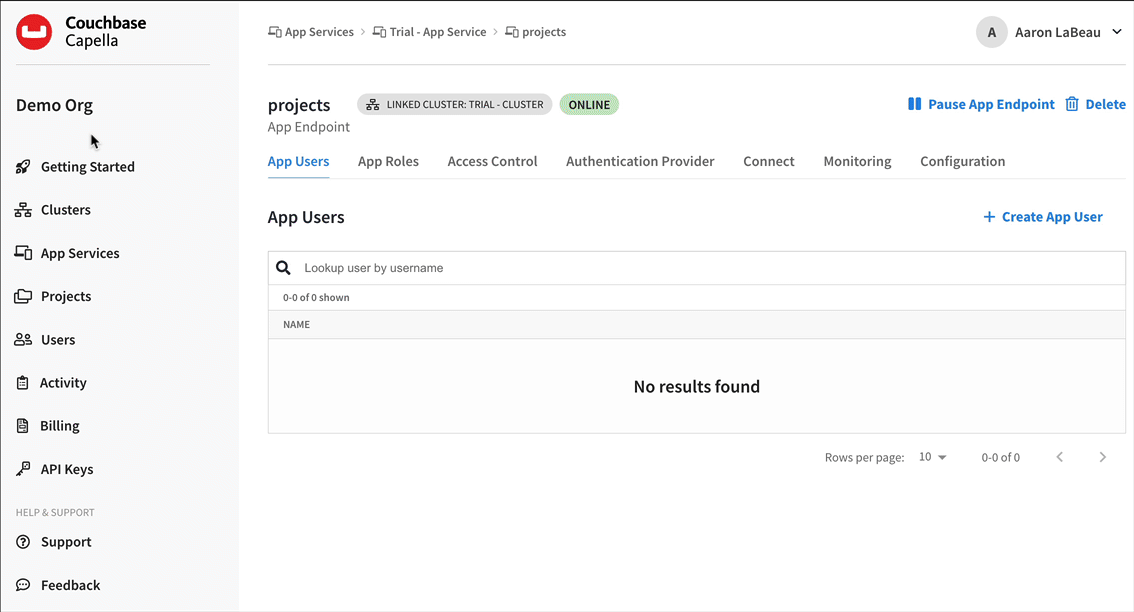 Couchbase
Capella
Demo Org
Getting Started
Clusters
App Services
Projects
Users
Activity
Billing
API Keys
HELP & SUPPORT
Support
Feedback
App Services > Trial - App Service > projects
A Aaron LaBeau
projects LINKED CLUSTER: TRIAL - CLUSTER ONLINE
App Endpoint
Pause App Endpoint Delete
App Users App Roles Access Control Authentication Provider Connect Monitoring Configuration
App Users
+ Create App User
Lookup user by username
0-0 of 0 shown
NAME
No results found
Rows per page: 10 0-0 of 0 < >